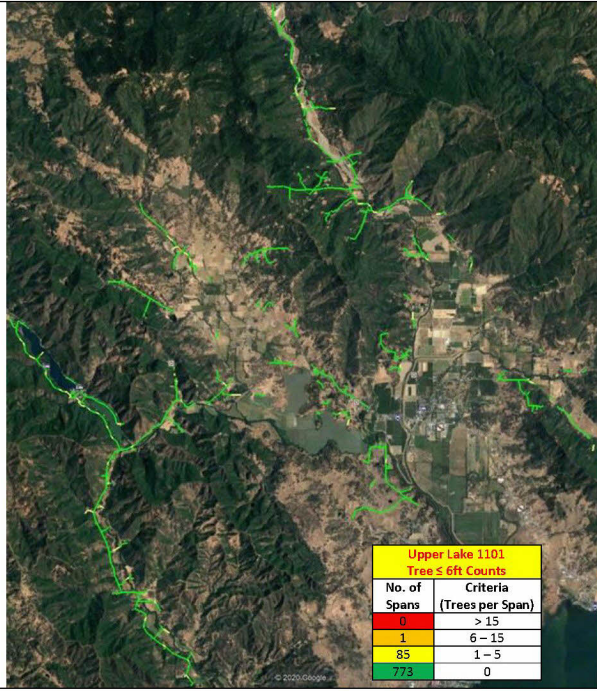 Upper Lake 1101
Tree ≤ 6ft Counts
No. of Spans Criteria (Trees per Span)
0 > 15
1 6 – 15
85 1 – 5
773 0
© 2020 Google